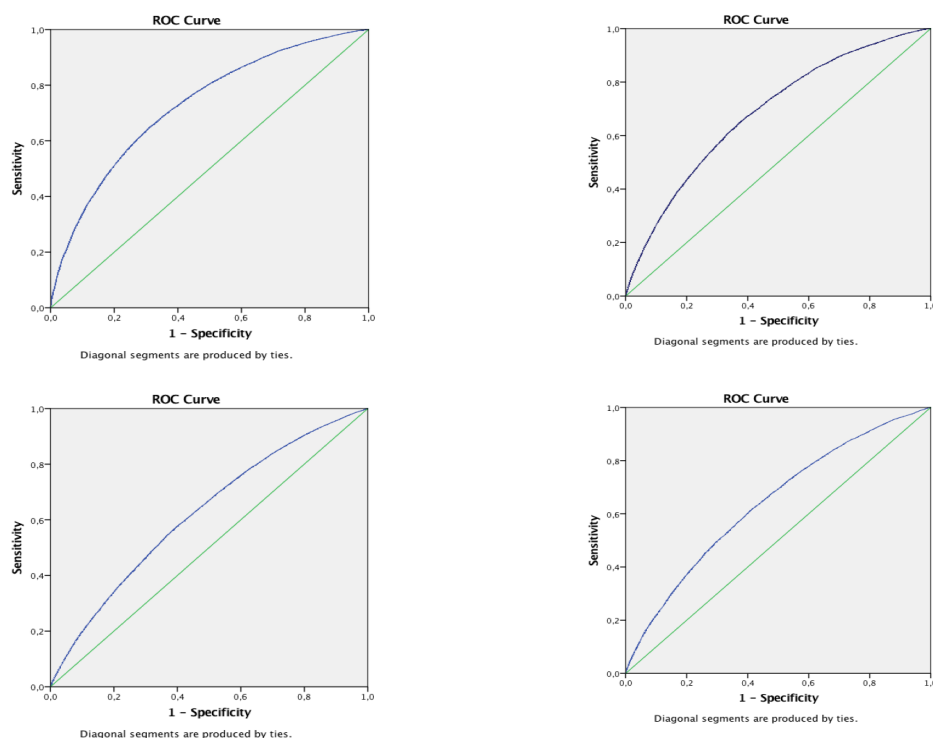 ROC Curve
1,0
0,8
0,6
0,4
0,2
0,0
Sensitivity
0,0 0,2 0,4 0,6 0,8 1,0
1 – Specificity
Diagonal segments are produced by ties.
ROC Curve
1,0
0,8
0,6
0,4
0,2
0,0
Sensitivity
0,0 0,2 0,4 0,6 0,8 1,0
1 – Specificity
Diagonal segments are produced by ties.
ROC Curve
1,0
0,8
0,6
0,4
0,2
0,0
Sensitivity
0,0 0,2 0,4 0,6 0,8 1,0
1 – Specificity
Diagonal segments are produced by ties.
ROC Curve
1,0
0,8
0,6
0,4
0,2
0,0
Sensitivity
0,0 0,2 0,4 0,6 0,8 1,0
1 – Specificity
Diagonal segments are produced by ties.